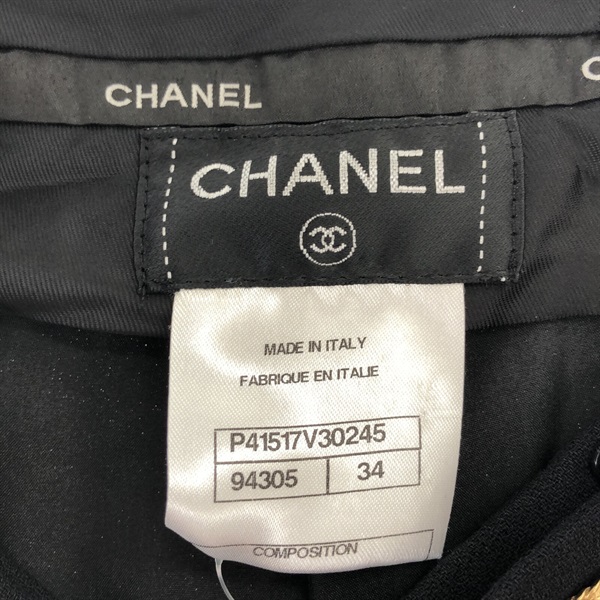 CHANEL
C
CHANEL
MADE IN ITALY
FABRIQUE EN ITALIE
P41517V30245
94305 34
COMPOSITION